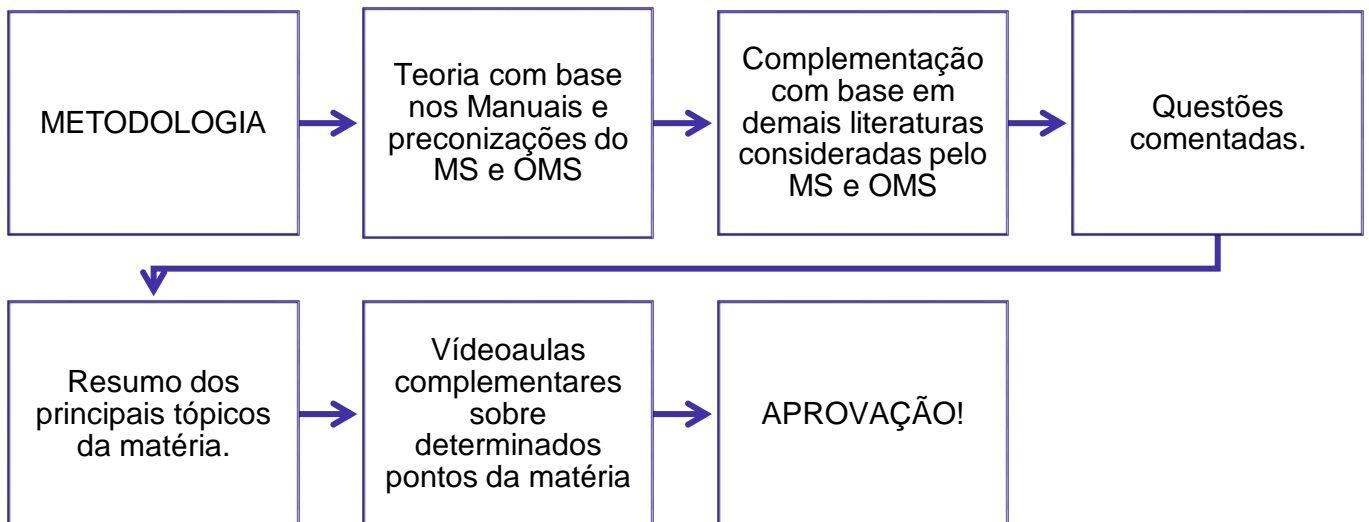 METODOLOGIA
Teoria com base
nos Manuais e
preconizações do
MS e OMS
Complementação
com base em
demais literaturas
consideradas pelo
MS e OMS
Questões
comentadas.
Resumo dos
principais tópicos
da matéria.
Vídeoaulas
complementares
sobre
determinados
pontos da matéria
APROVAÇÃO!